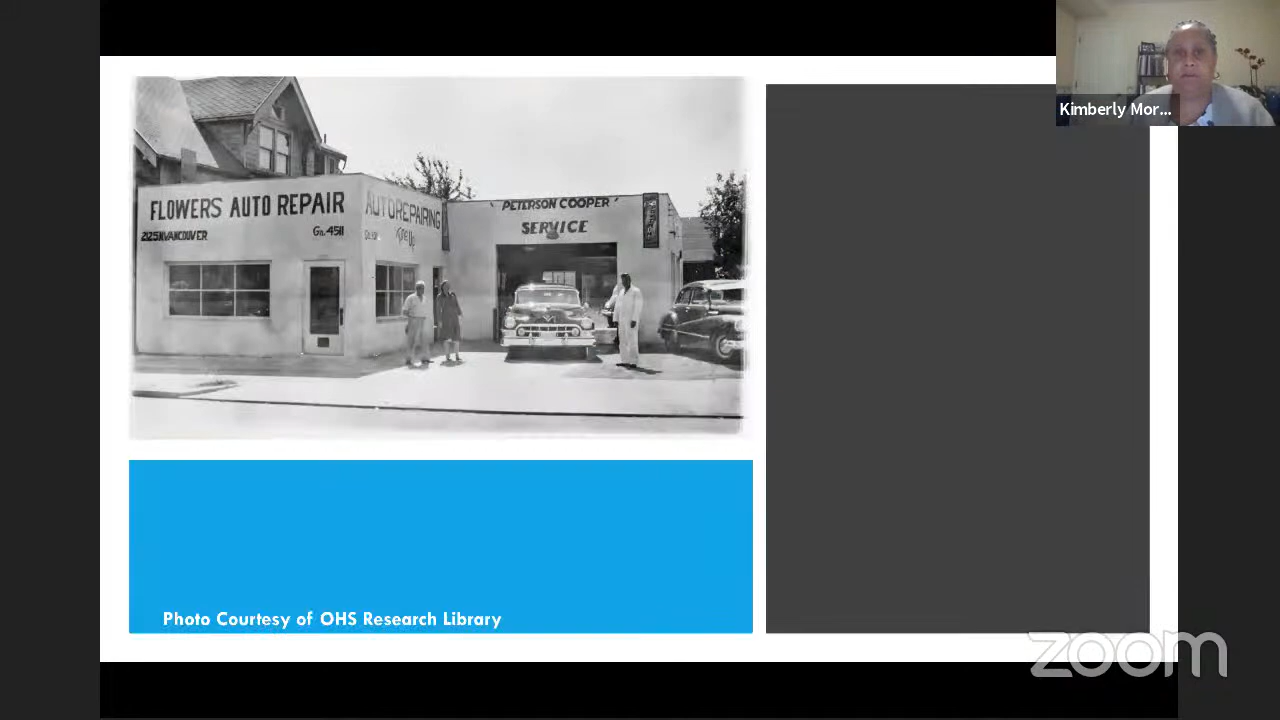 Kimberly Mor...
FLOWERS AUTO REPAIR
2125 N VANCOUVER
Ga. 4511
AUTO REPAIRING
PETERSON COOPER
SERVICE
Photo Courtesy of OHS Research Library
zoom